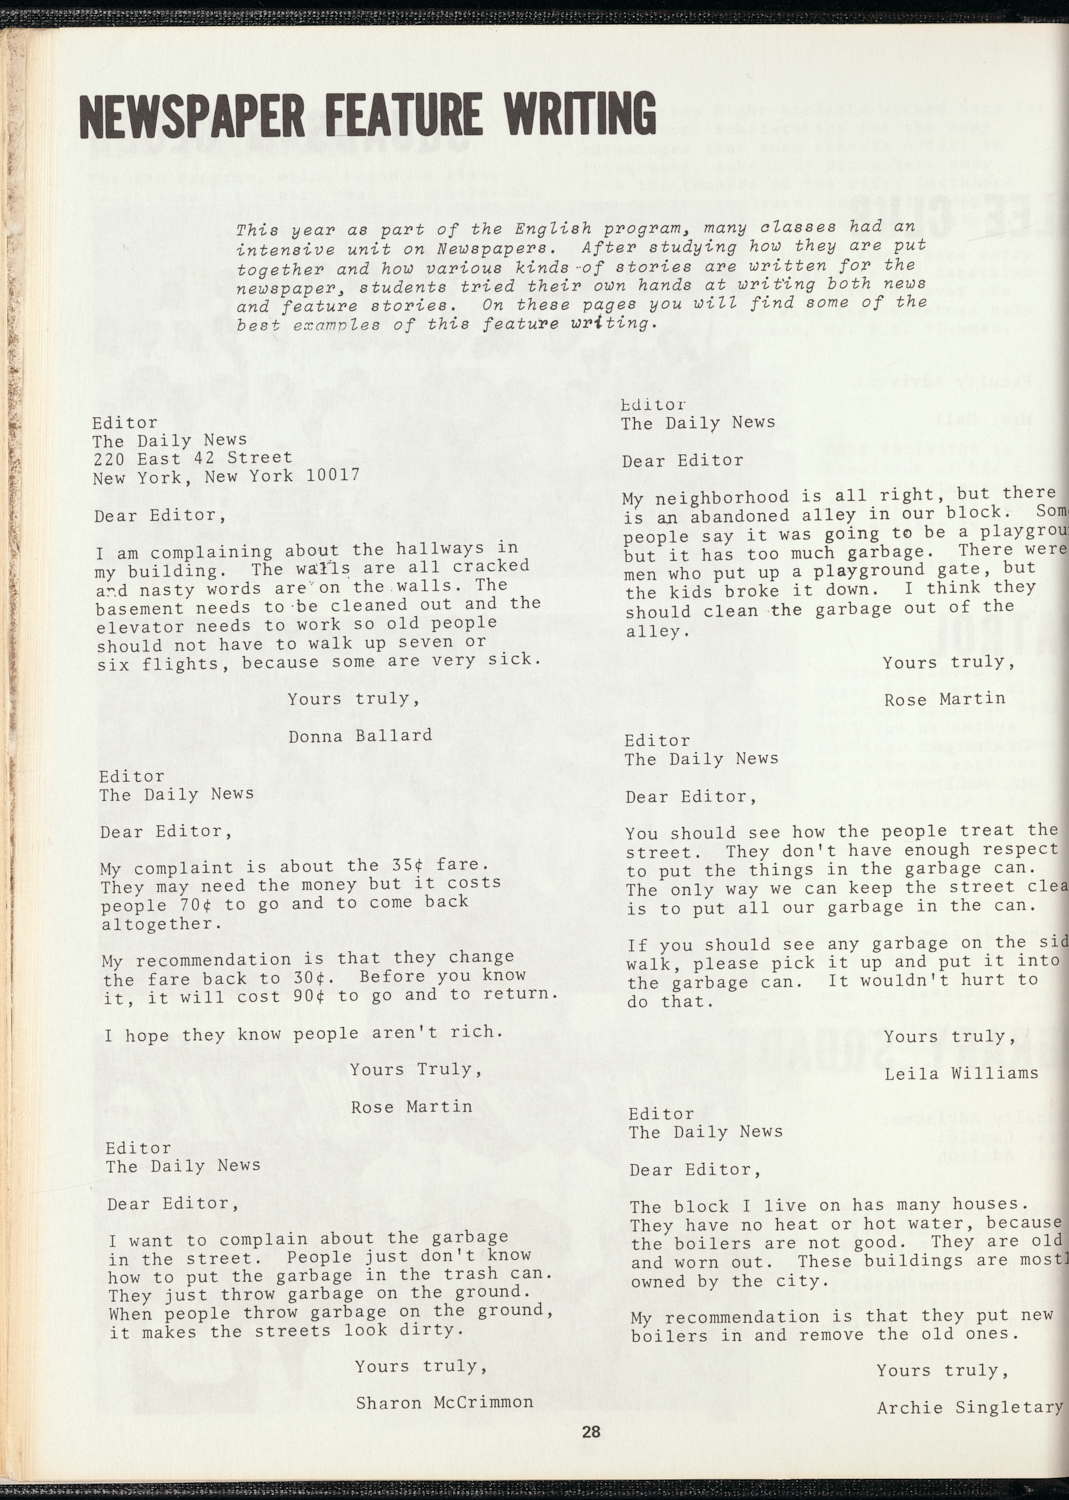 NEWSPAPER FEATURE WRITING
This year as part of the English program, many classes had an
intensive unit on Newspapers. After studying how they are put
together and how various kinds of stories are written for the
newspaper, students tried their own hands at writing both news
and feature stories. On these pages you will find some of the
best examples of this feature writing.
Editor
The Daily News
220 East 42 Street
New York, New York 10017
Dear Editor,
I am complaining about the hallways in
my building. The walls are all cracked
and nasty words are on the walls. The
basement needs to be cleaned out and the
elevator needs to work so old people
should not have to walk up seven or
six flights, because some are very sick.
Yours truly,
Donna Ballard
Editor
The Daily News
Dear Editor,
My complaint is about the 35¢ fare.
They may need the money but it costs
people 70¢ to go and to come back
altogether.
My recommendation is that they change
the fare back to 30¢. Before you know
it, it will cost 90¢ to go and to return.
I hope they know people aren't rich.
Yours Truly,
Rose Martin
Editor
The Daily News
Dear Editor,
I want to complain about the garbage
in the street. People just don't know
how to put the garbage in the trash can.
They just throw garbage on the ground.
When people throw garbage on the ground,
it makes the streets look dirty.
Yours truly,
Sharon McCrimmon
Editor
The Daily News
Dear Editor
My neighborhood is all right, but there
is an abandoned alley in our block. Som
people say it was going to be a playgrou
but it has too much garbage. There were
men who put up a playground gate, but
the kids broke it down. I think they
should clean the garbage out of the
alley.
Yours truly,
Rose Martin
Editor
The Daily News
Dear Editor,
You should see how the people treat the
street. They don't have enough respect
to put the things in the garbage can.
The only way we can keep the street clea
is to put all our garbage in the can.
If you should see any garbage on the sid
walk, please pick it up and put it into
the garbage can. It wouldn't hurt to
do that.
Yours truly,
Leila Williams
Editor
The Daily News
Dear Editor,
The block I live on has many houses.
They have no heat or hot water, because
the boilers are not good. They are old
and worn out. These buildings are mostl
owned by the city.
My recommendation is that they put new
boilers in and remove the old ones.
Yours truly,
Archie Singletary
28